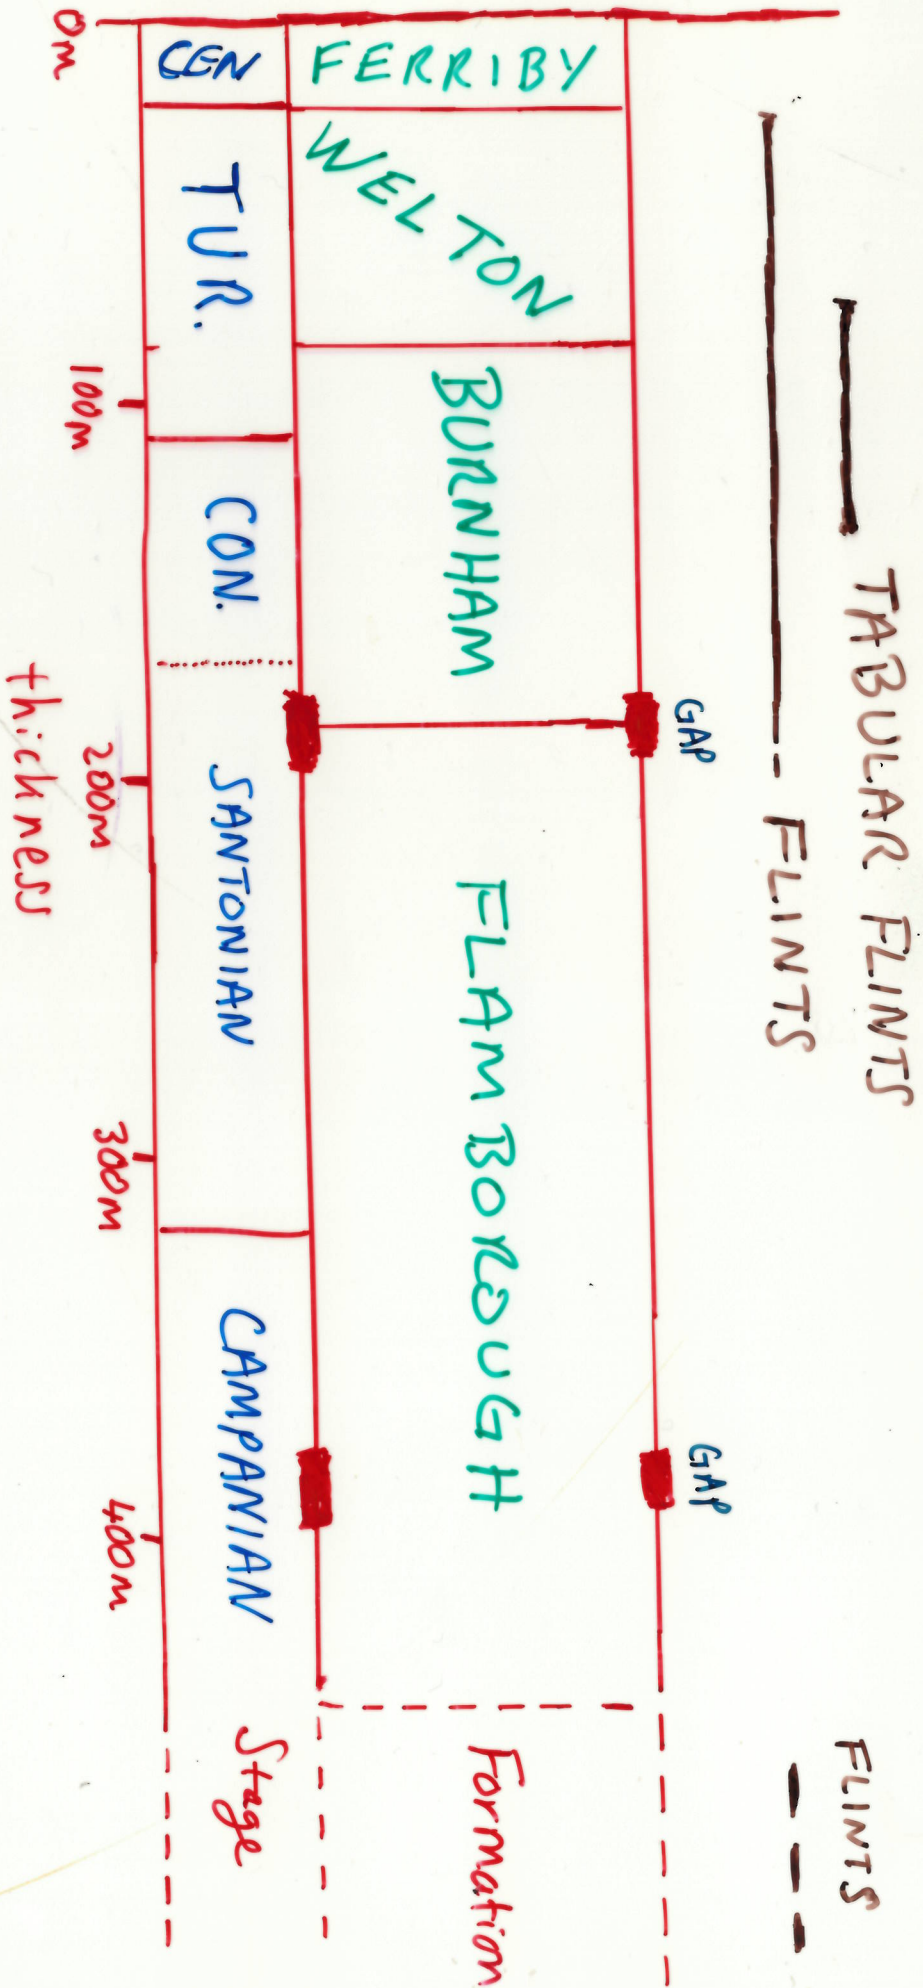 0m
CEN
FERRIBY
TUR.
WELTON
100m
CON.
BURNHAM
GAP
TABULAR FLINTS
FLINTS
thickness
200m
SANTONIAN
FLAMBOROUGH
300m
CAMPANIAN
GAP
400m
Stage
Formation
FLINTS